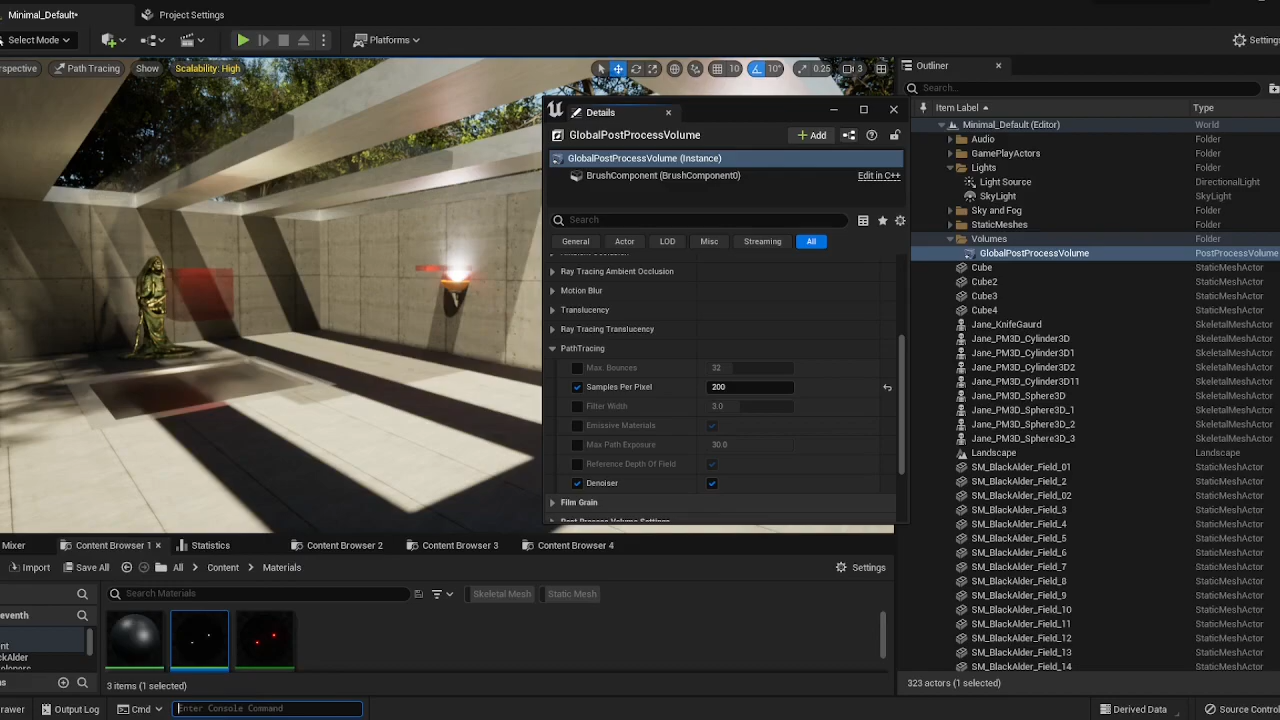 Minimal_Default*
Project Settings
Select Mode
Platforms
Settings
Path Tracing
Show
Scalability: High
10
10°
0.25
3
Details
GlobalPostProcessVolume
Add
GlobalPostProcessVolume (Instance)
BrushComponent (BrushComponent0)
Edit in C++
Search
General
Actor
LOD
Misc
Streaming
All
Ray Tracing Ambient Occlusion
Motion Blur
Translucency
Ray Tracing Translucency
PathTracing
Max. Bounces
32
Samples Per Pixel
200
Filter Width
3.0
Emissive Materials
Max Path Exposure
30.0
Reference Depth Of Field
Denoiser
Film Grain
Post Process Volume Settings
Outliner
Search...
Item Label
Type
Minimal_Default (Editor)
World
Audio
Folder
GamePlayActors
Folder
Lights
Folder
Light Source
DirectionalLight
SkyLight
SkyLight
Sky and Fog
Folder
StaticMeshes
Folder
Volumes
Folder
GlobalPostProcessVolume
PostProcessVolume
Cube
StaticMeshActor
Cube2
StaticMeshActor
Cube3
StaticMeshActor
Cube4
StaticMeshActor
Jane_KnifeGaurd
SkeletalMeshActor
Jane_PM3D_Cylinder3D
SkeletalMeshActor
Jane_PM3D_Cylinder3D1
SkeletalMeshActor
Jane_PM3D_Cylinder3D2
SkeletalMeshActor
Jane_PM3D_Cylinder3D11
SkeletalMeshActor
Jane_PM3D_Sphere3D
SkeletalMeshActor
Jane_PM3D_Sphere3D_1
SkeletalMeshActor
Jane_PM3D_Sphere3D_2
SkeletalMeshActor
Jane_PM3D_Sphere3D_3
SkeletalMeshActor
Landscape
Landscape
SM_BlackAlder_Field_01
StaticMeshActor
SM_BlackAlder_Field_2
StaticMeshActor
SM_BlackAlder_Field_02
StaticMeshActor
SM_BlackAlder_Field_3
StaticMeshActor
SM_BlackAlder_Field_4
StaticMeshActor
SM_BlackAlder_Field_5
StaticMeshActor
SM_BlackAlder_Field_6
StaticMeshActor
SM_BlackAlder_Field_7
StaticMeshActor
SM_BlackAlder_Field_8
StaticMeshActor
SM_BlackAlder_Field_9
StaticMeshActor
SM_BlackAlder_Field_10
StaticMeshActor
SM_BlackAlder_Field_11
StaticMeshActor
SM_BlackAlder_Field_12
StaticMeshActor
SM_BlackAlder_Field_13
StaticMeshActor
SM_BlackAlder_Field_14
StaticMeshActor
323 actors (1 selected)
Mixer
Content Browser 1
Statistics
Content Browser 2
Content Browser 3
Content Browser 4
Import
Save All
All
Content
Materials
Settings
Search Materials
Skeletal Mesh
Static Mesh
3 items (1 selected)
Output Log
Cmd
Enter Console Command
Derived Data
Source Control